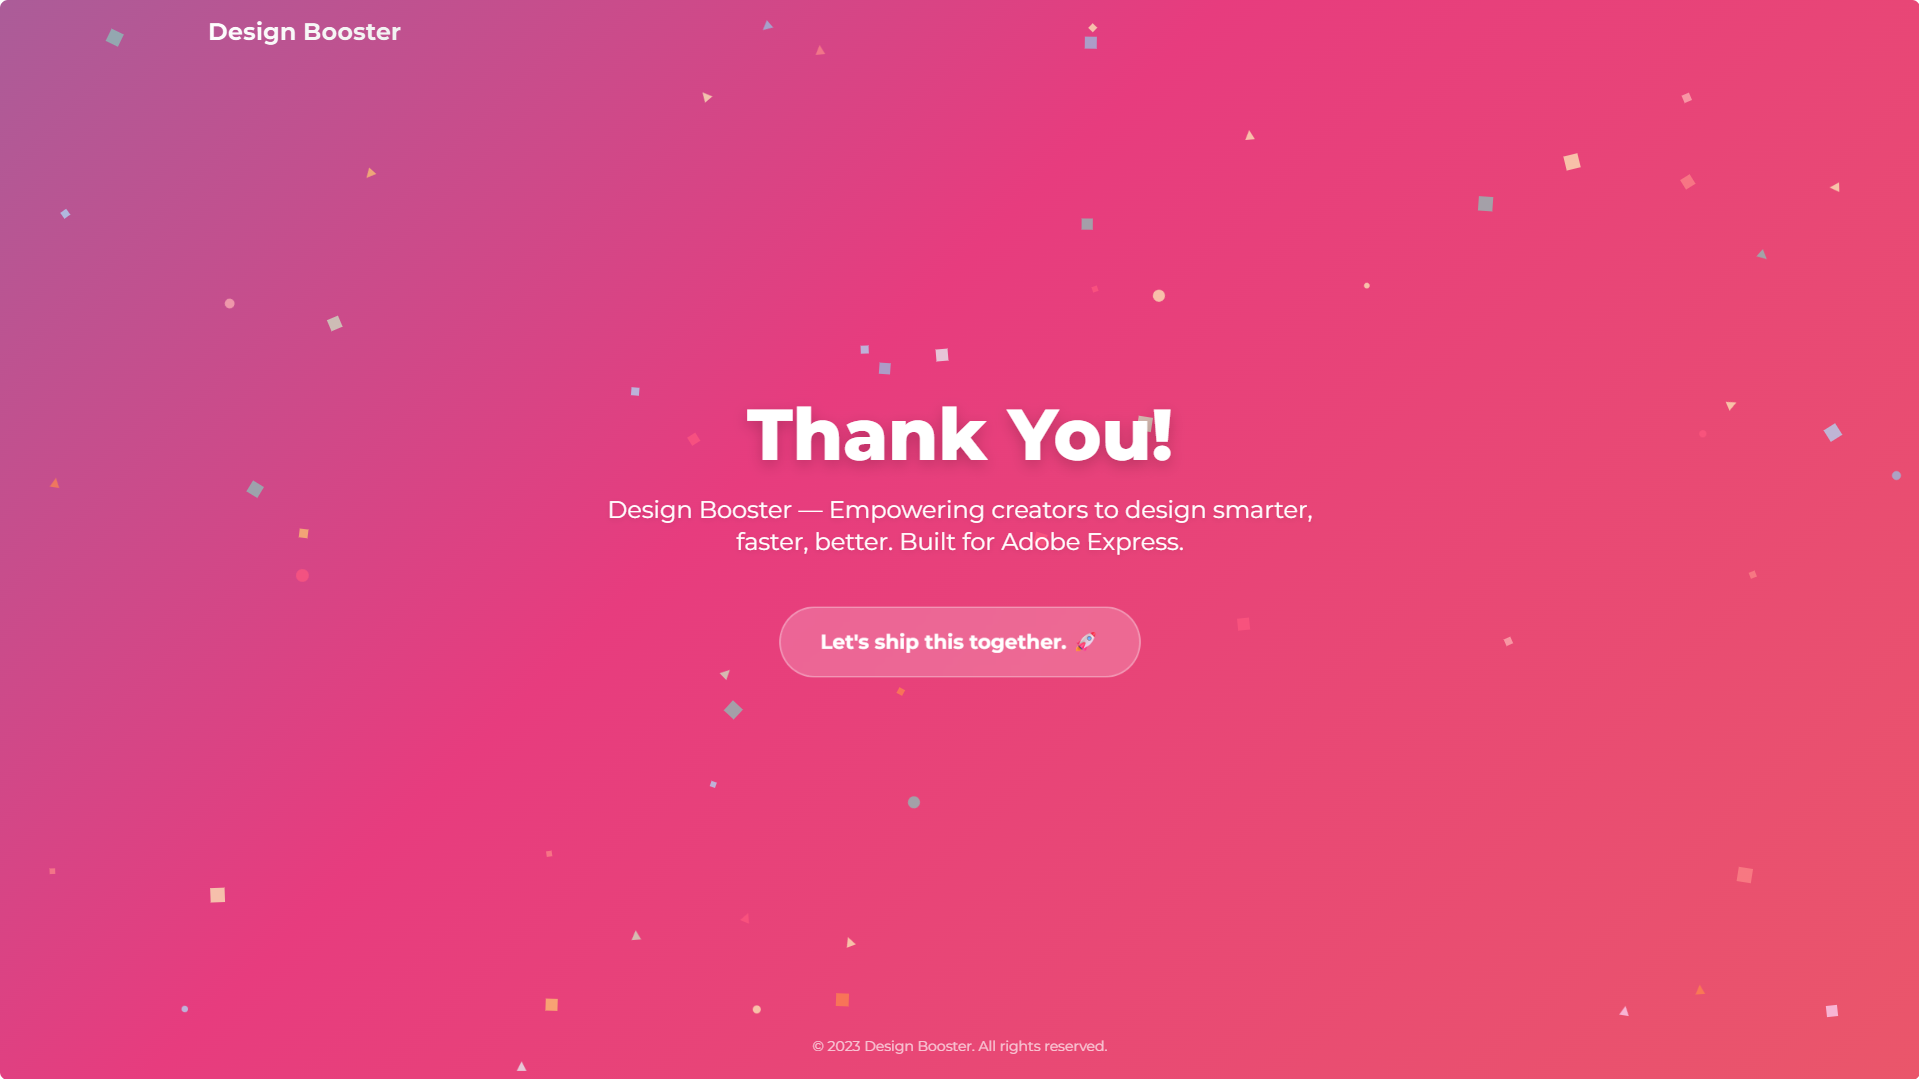 Design Booster
Thank You!
Design Booster — Empowering creators to design smarter,
faster, better. Built for Adobe Express.
Let's ship this together. 🚀
© 2023 Design Booster. All rights reserved.